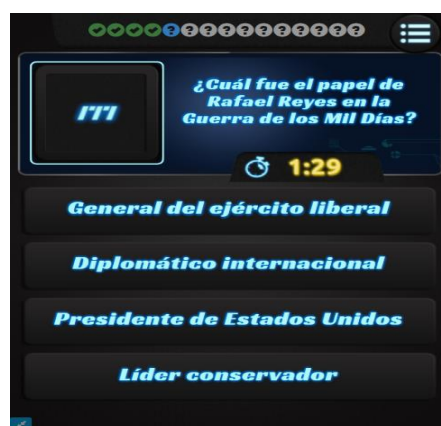 ¿Cuál fue el papel de
Rafael Reyes en la
Guerra de los Mil Días?
m
1:29
General del ejército liberal
Diplomático internacional
Presidente de Estados Unidos
Líder conservador